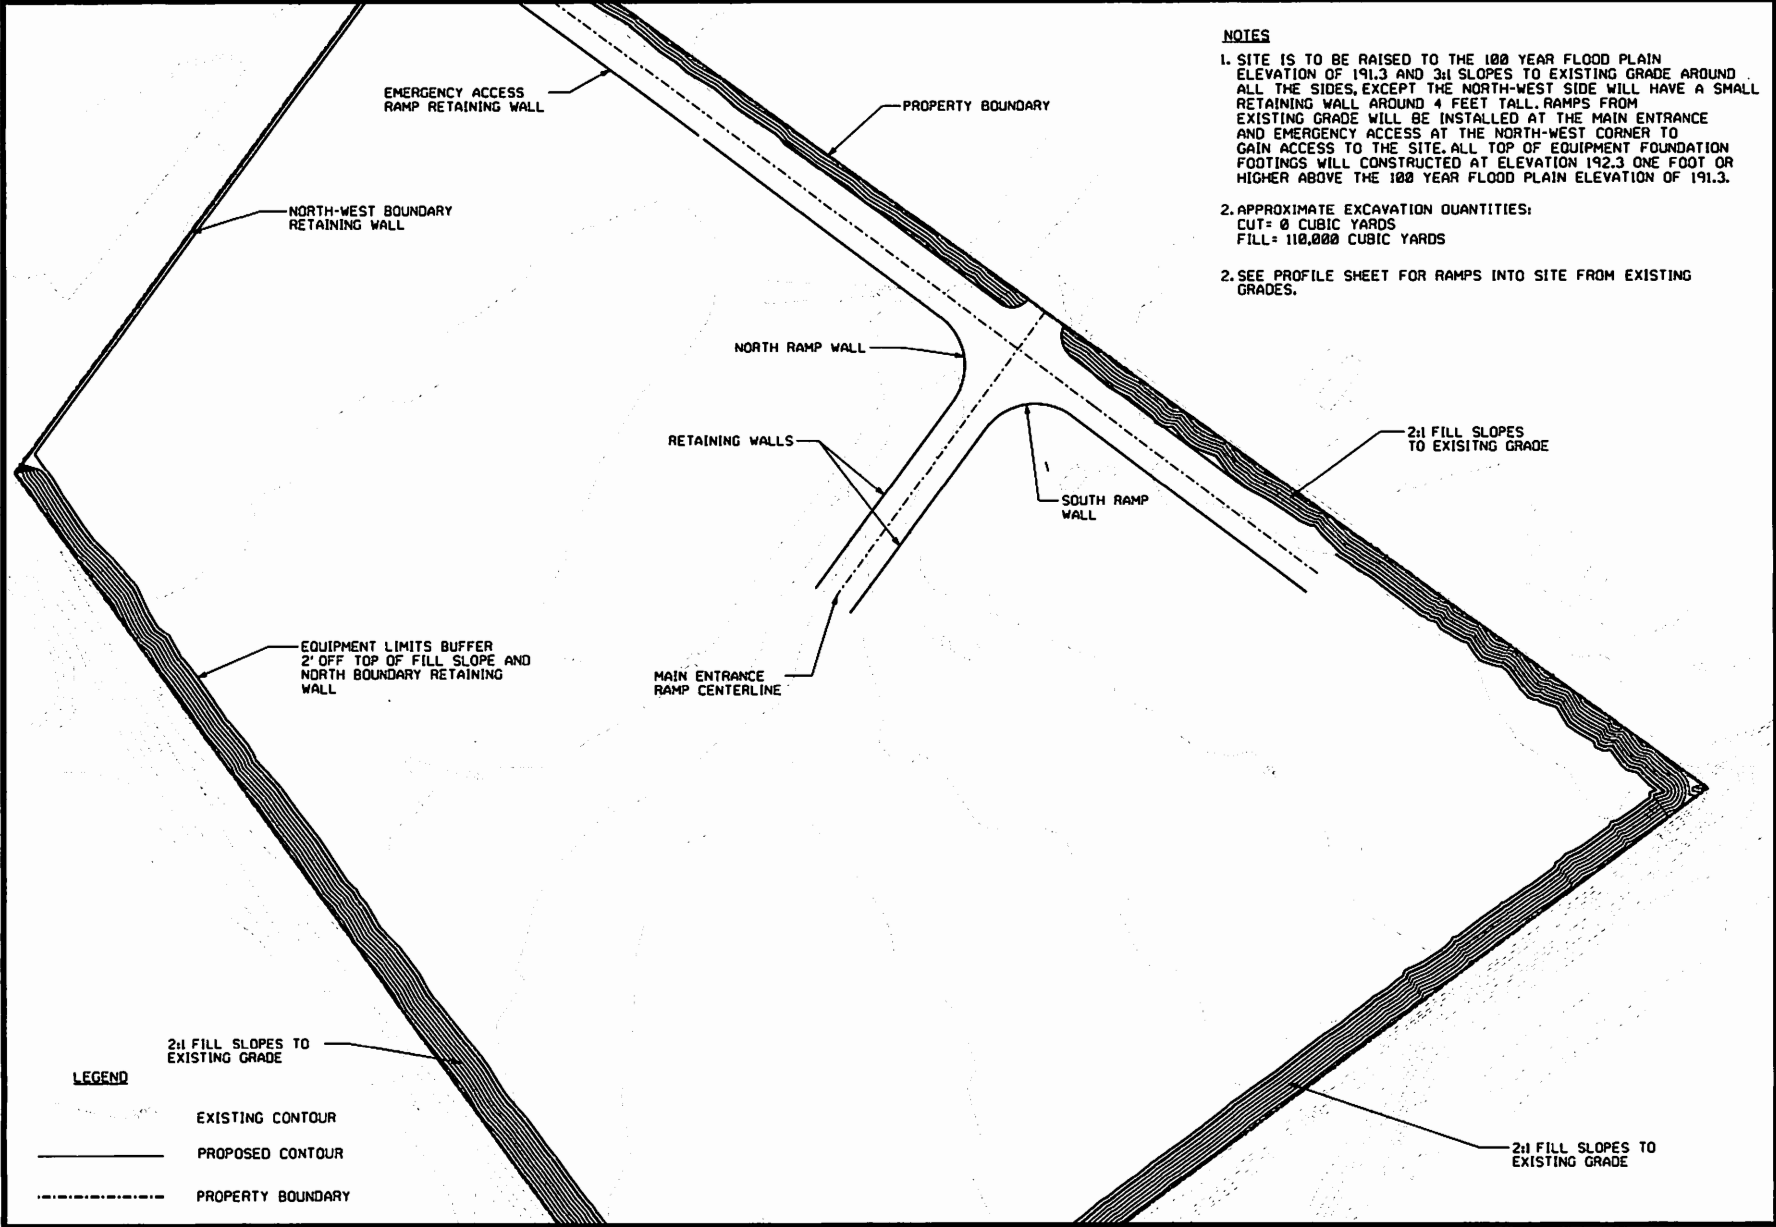 NOTES
1. SITE IS TO BE RAISED TO THE 100 YEAR FLOOD PLAIN
ELEVATION OF 191.3 AND 3:1 SLOPES TO EXISTING GRADE AROUND
ALL THE SIDES, EXCEPT THE NORTH-WEST SIDE WILL HAVE A SMALL
RETAINING WALL AROUND 4 FEET TALL. RAMPS FROM
EXISTING GRADE WILL BE INSTALLED AT THE MAIN ENTRANCE
AND EMERGENCY ACCESS AT THE NORTH-WEST CORNER TO
GAIN ACCESS TO THE SITE. ALL TOP OF EQUIPMENT FOUNDATION
FOOTINGS WILL CONSTRUCTED AT ELEVATION 192.3 ONE FOOT OR
HIGHER ABOVE THE 100 YEAR FLOOD PLAIN ELEVATION OF 191.3.
2. APPROXIMATE EXCAVATION QUANTITIES:
CUT= 0 CUBIC YARDS
FILL= 110,000 CUBIC YARDS
2. SEE PROFILE SHEET FOR RAMPS INTO SITE FROM EXISTING
GRADES.
EMERGENCY ACCESS
RAMP RETAINING WALL
PROPERTY BOUNDARY
NORTH-WEST BOUNDARY
RETAINING WALL
NORTH RAMP WALL
RETAINING WALLS
2:1 FILL SLOPES
TO EXISITNG GRADE
SOUTH RAMP
WALL
EQUIPMENT LIMITS BUFFER
2' OFF TOP OF FILL SLOPE AND
NORTH BOUNDARY RETAINING
WALL
MAIN ENTRANCE
RAMP CENTERLINE
2:1 FILL SLOPES TO
EXISTING GRADE
LEGEND
EXISTING CONTOUR
PROPOSED CONTOUR
PROPERTY BOUNDARY
2:1 FILL SLOPES TO
EXISTING GRADE